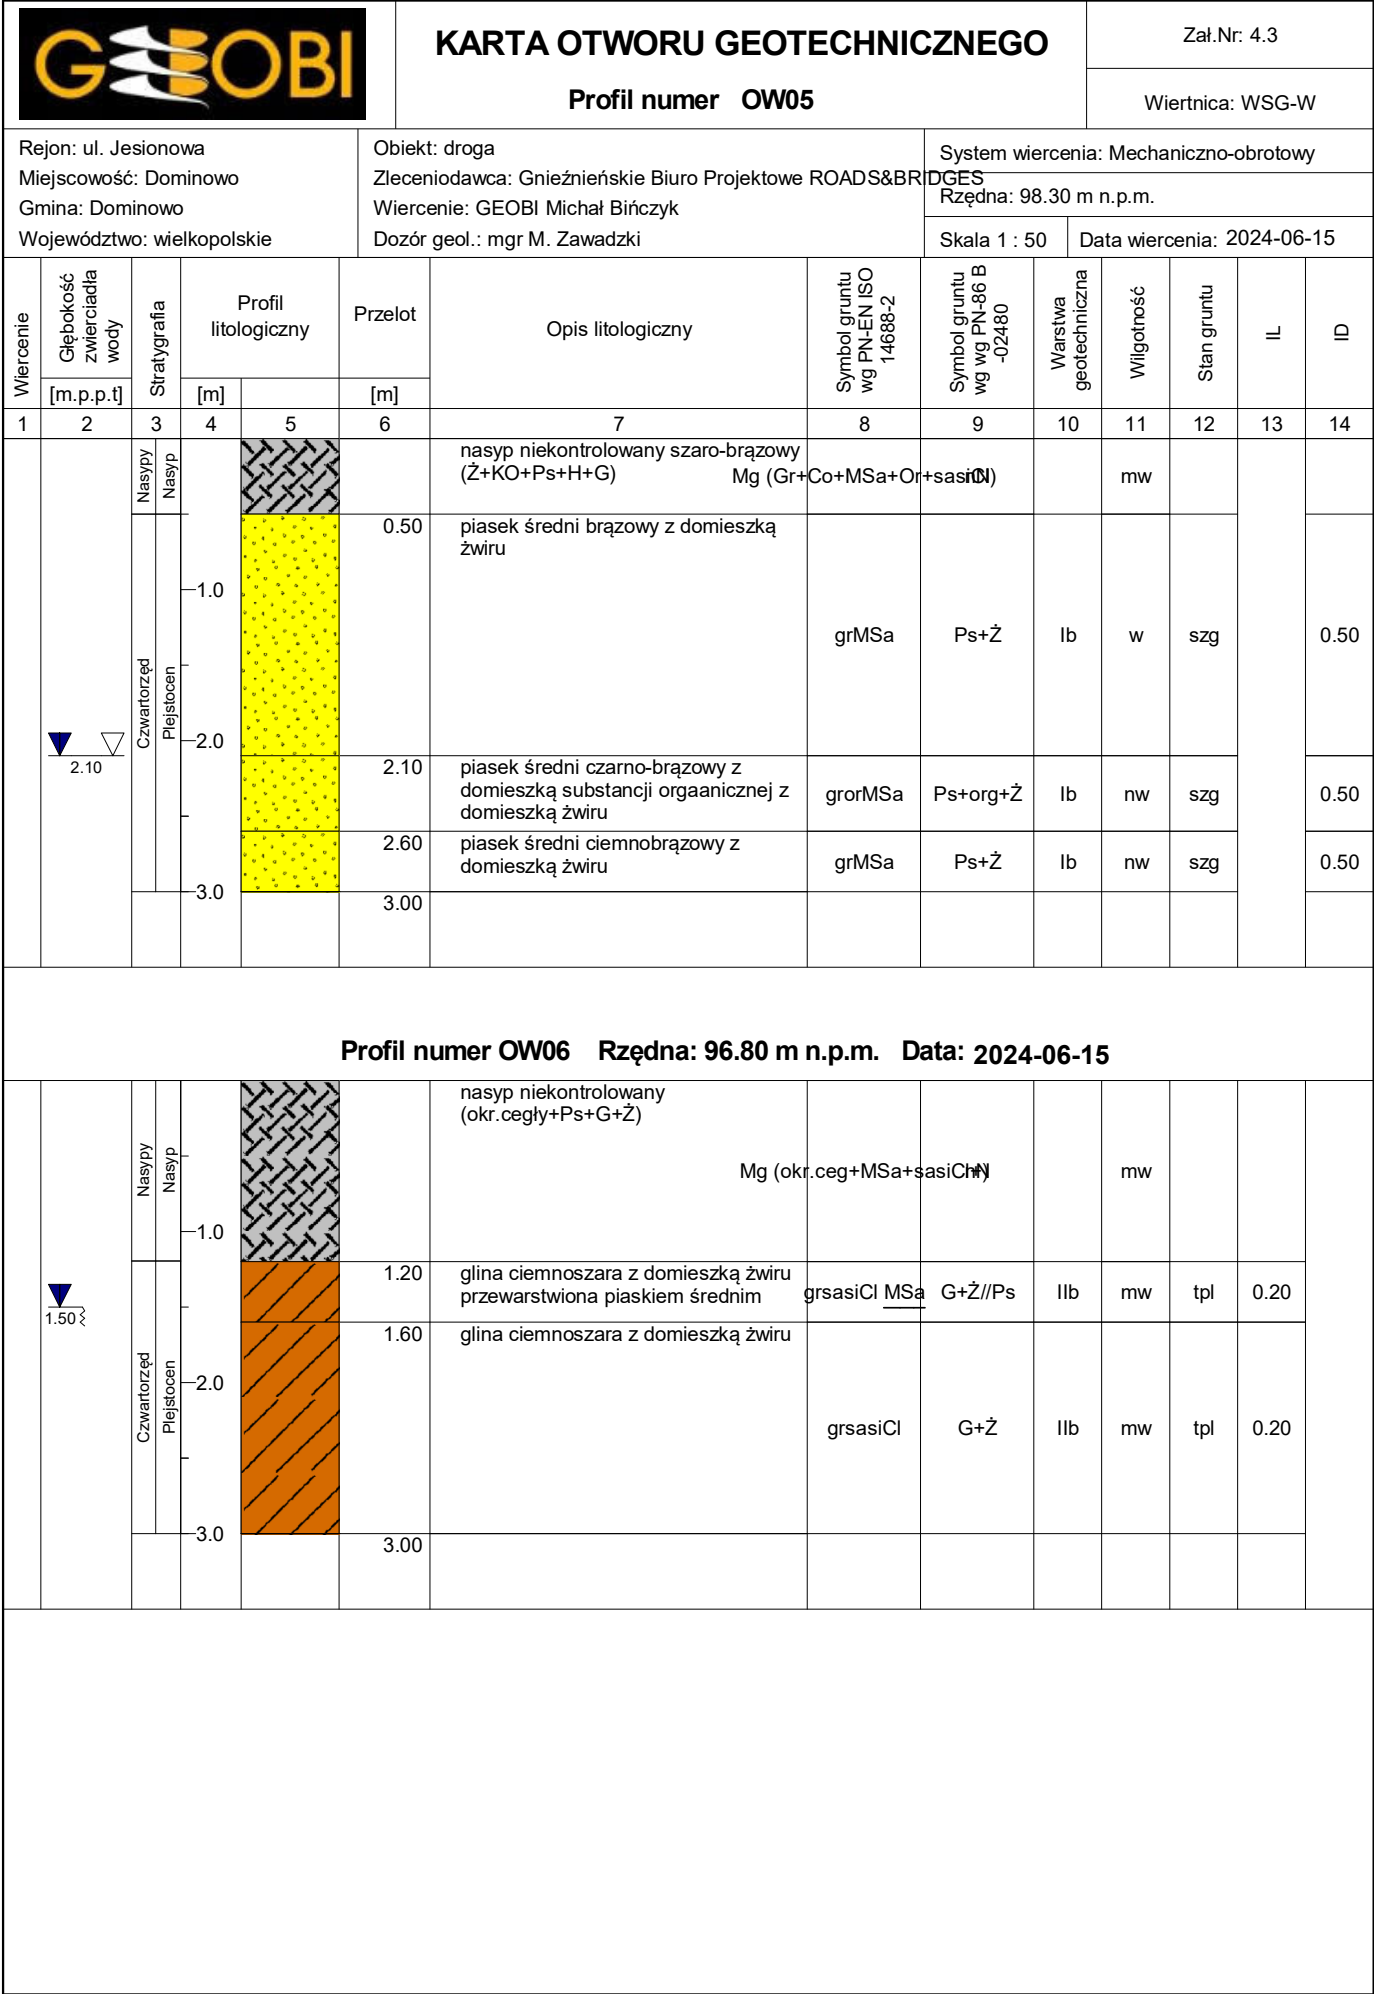 GEOBI
KARTA OTWORU GEOTECHNICZNEGO
Profil numer OW05
Zał.Nr: 4.3
Wiertnica: WSG-W
Rejon: ul. Jesionowa
Miejscowość: Dominowo
Gmina: Dominowo
Województwo: wielkopolskie
Obiekt: droga
Zleceniodawca: Gnieźnieńskie Biuro Projektowe ROADS&BRIDGES
Wiercenie: GEOBI Michał Bińczyk
Dozór geol.: mgr M. Zawadzki
System wiercenia: Mechaniczno-obrotowy
Rzędna: 98.30 m n.p.m.
Skala 1 : 50 Data wiercenia: 2024-06-15
Wiercenie
Głębokość
zwierciadła
wody
[m.p.p.t]
Stratygrafia
Profil
litologiczny
[m]
Przelot
[m]
Opis litologiczny
Symbol gruntu
wg PN-EN ISO
14688-2
Symbol gruntu
wg wg PN-86 B
-02480
Warstwa
geotechniczna
Wilgotność
Stan gruntu
IL
ID
1 2 3 4 5 6 7 8 9 10 11 12 13 14
Nasypy
Nasyp
nasyp niekontrolowany szaro-brązowy
(Ż+KO+Ps+H+G)
Mg (Gr+Co+MSa+Or+sasiCl) mw
0.50
piasek średni brązowy z domieszką
żwiru
1.0
grMSa Ps+Ż Ib w szg 0.50
Czwartorzęd
Plejstocen
2.0
2.10
2.10
piasek średni czarno-brązowy z
domieszką substancji orgaanicznej z
domieszką żwiru
grorMSa Ps+org+Ż Ib nw szg 0.50
2.60
piasek średni ciemnobrązowy z
domieszką żwiru
grMSa Ps+Ż Ib nw szg 0.50
3.0
3.00
Profil numer OW06 Rzędna: 96.80 m n.p.m. Data: 2024-06-15
Nasypy
Nasyp
nasyp niekontrolowany
(okr.cegły+Ps+G+Ż)
Mg (okr.ceg+MSa+sasiCl mw
1.0
1.20
glina ciemnoszara z domieszką żwiru
przewarstwiona piaskiem średnim
grsasiCl MSa G+Ż//Ps IIb mw tpl 0.20
1.50
1.60
glina ciemnoszara z domieszką żwiru
Czwartorzęd
Plejstocen
2.0
grsasiCl G+Ż IIb mw tpl 0.20
3.0
3.00